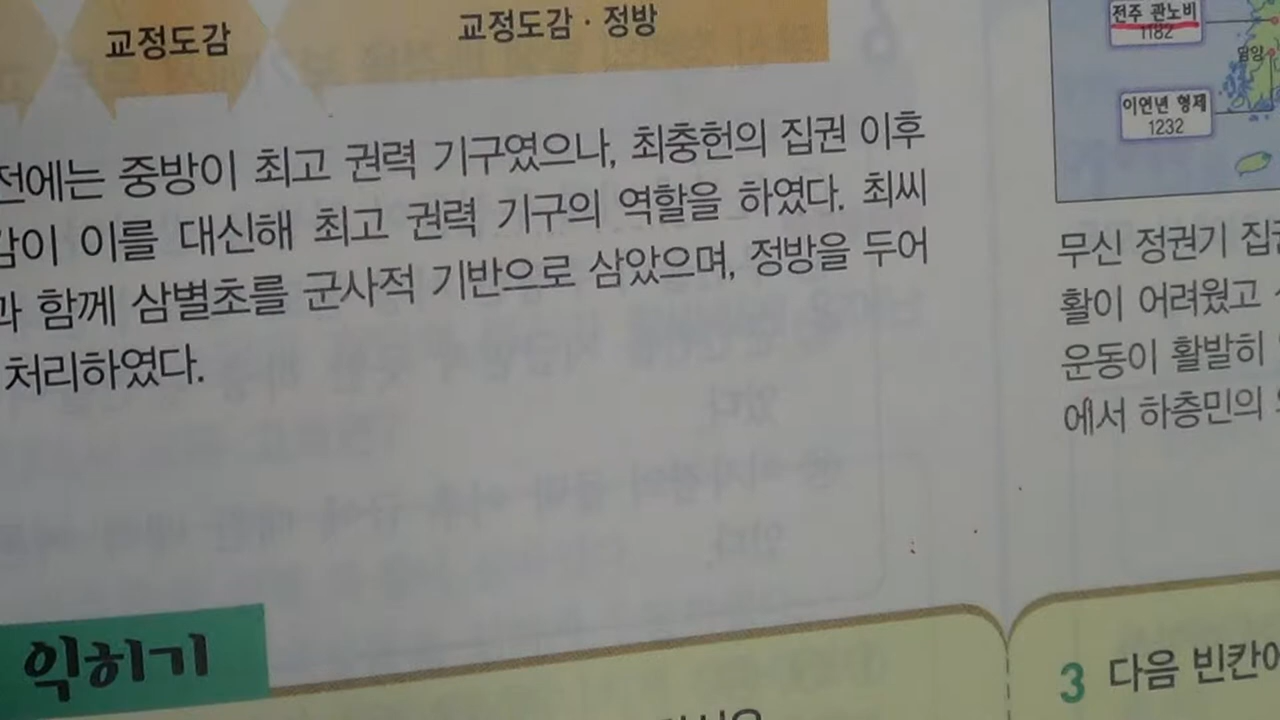 교정도감
교정도감 · 정방
전에는 중방이 최고 권력 기구였으나, 최충헌의 집권 이후
감이 이를 대신해 최고 권력 기구의 역할을 하였다. 최씨
과 함께 삼별초를 군사적 기반으로 삼았으며, 정방을 두어
처리하였다.
익히기
전주 관노비
1182
담양
이연년 형제
1232
무신 정권기 집권
활이 어려웠고
운동이 활발히
에서 하층민의
3 다음 빈칸에